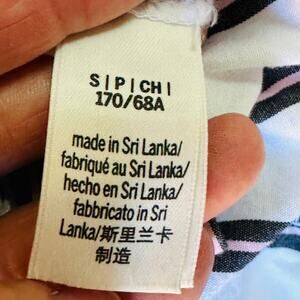 S | P | CH |
170/68A
made in Sri Lanka/
fabriqué au Sri Lanka/
hecho en Sri Lanka/
fabbricato in Sri
Lanka/斯里兰卡
制造